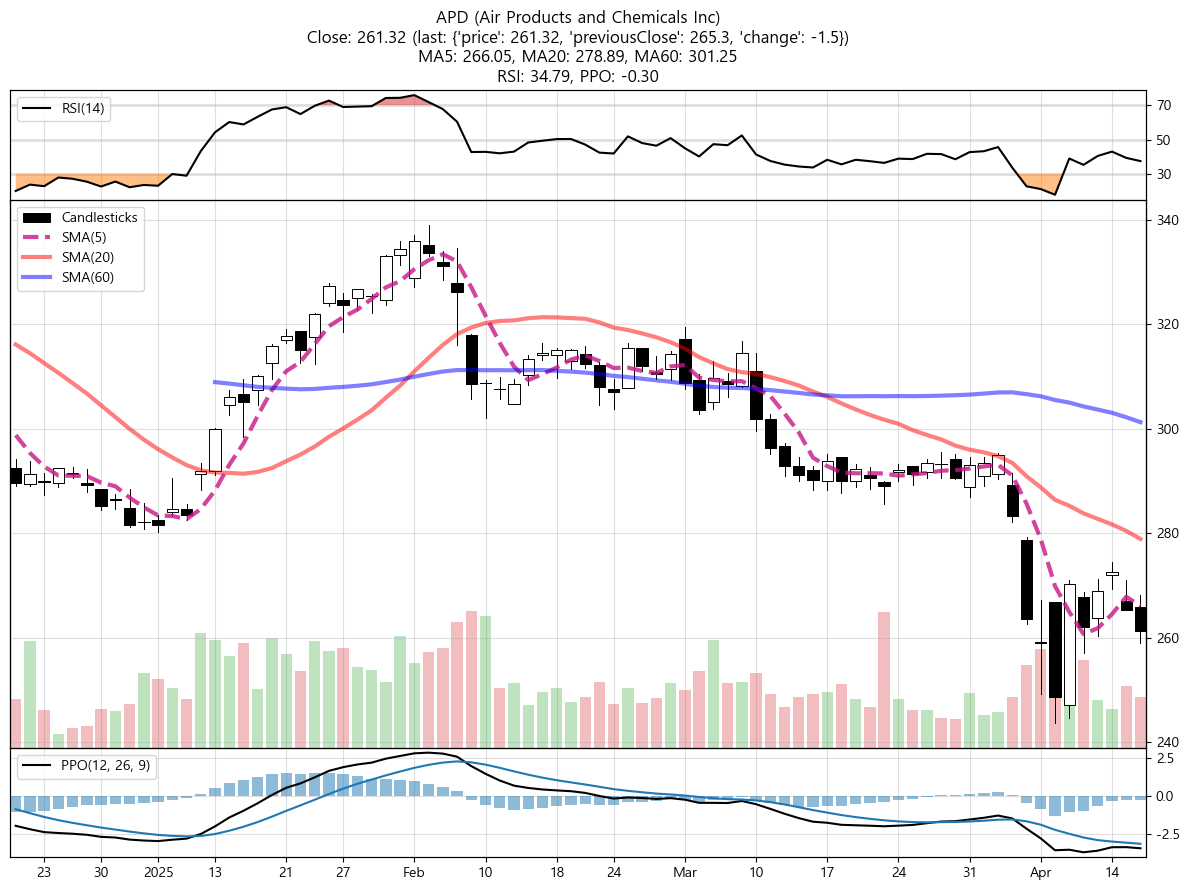 APD (Air Products and Chemicals Inc)
Close: 261.32 (last: {'price': 261.32, 'previousClose': 265.3, 'change': -1.5})
MA5: 266.05, MA20: 278.89, MA60: 301.25
RSI: 34.79, PPO: -0.30
RSI(14)
70
50
30
Candlesticks
SMA(5)
SMA(20)
SMA(60)
340
320
300
280
260
240
PPO(12, 26, 9)
2.5
0.0
-2.5
23 30 2025 13 21 27 Feb 10 18 24 Mar 10 17 24 31 Apr 14